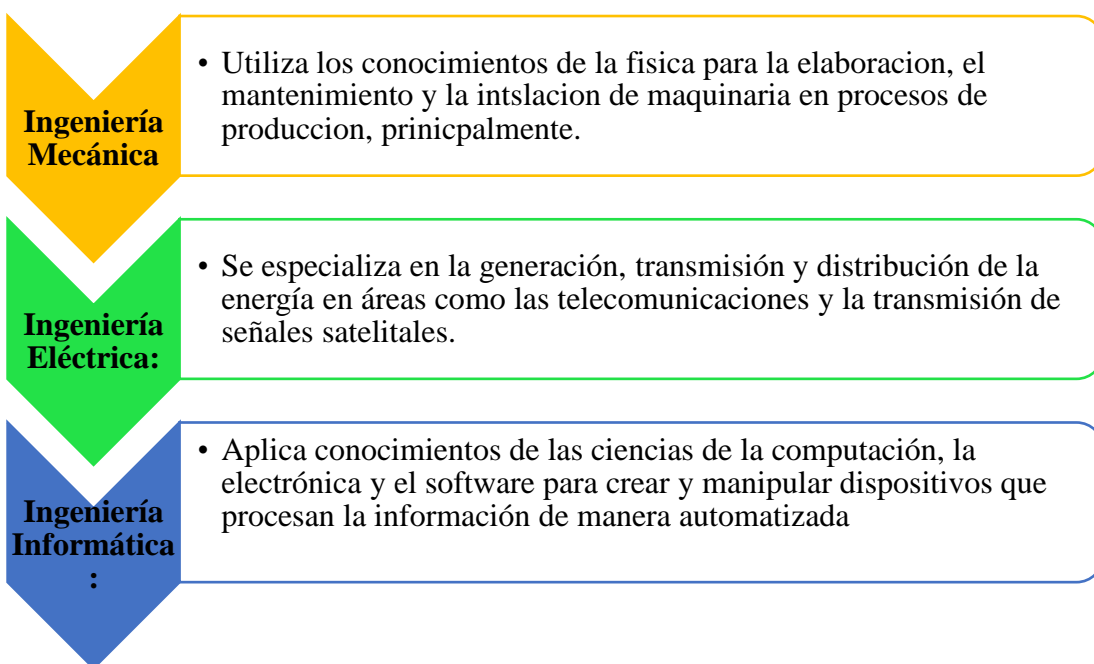 Ingeniería
Mecánica
• Utiliza los conocimientos de la fisica para la elaboracion, el
mantenimiento y la intslacion de maquinaria en procesos de
produccion, prinicpalmente.
Ingeniería
Eléctrica:
• Se especializa en la generación, transmisión y distribución de la
energía en áreas como las telecomunicaciones y la transmisión de
señales satelitales.
Ingeniería
Informática
:
• Aplica conocimientos de las ciencias de la computación, la
electrónica y el software para crear y manipular dispositivos que
procesan la información de manera automatizada